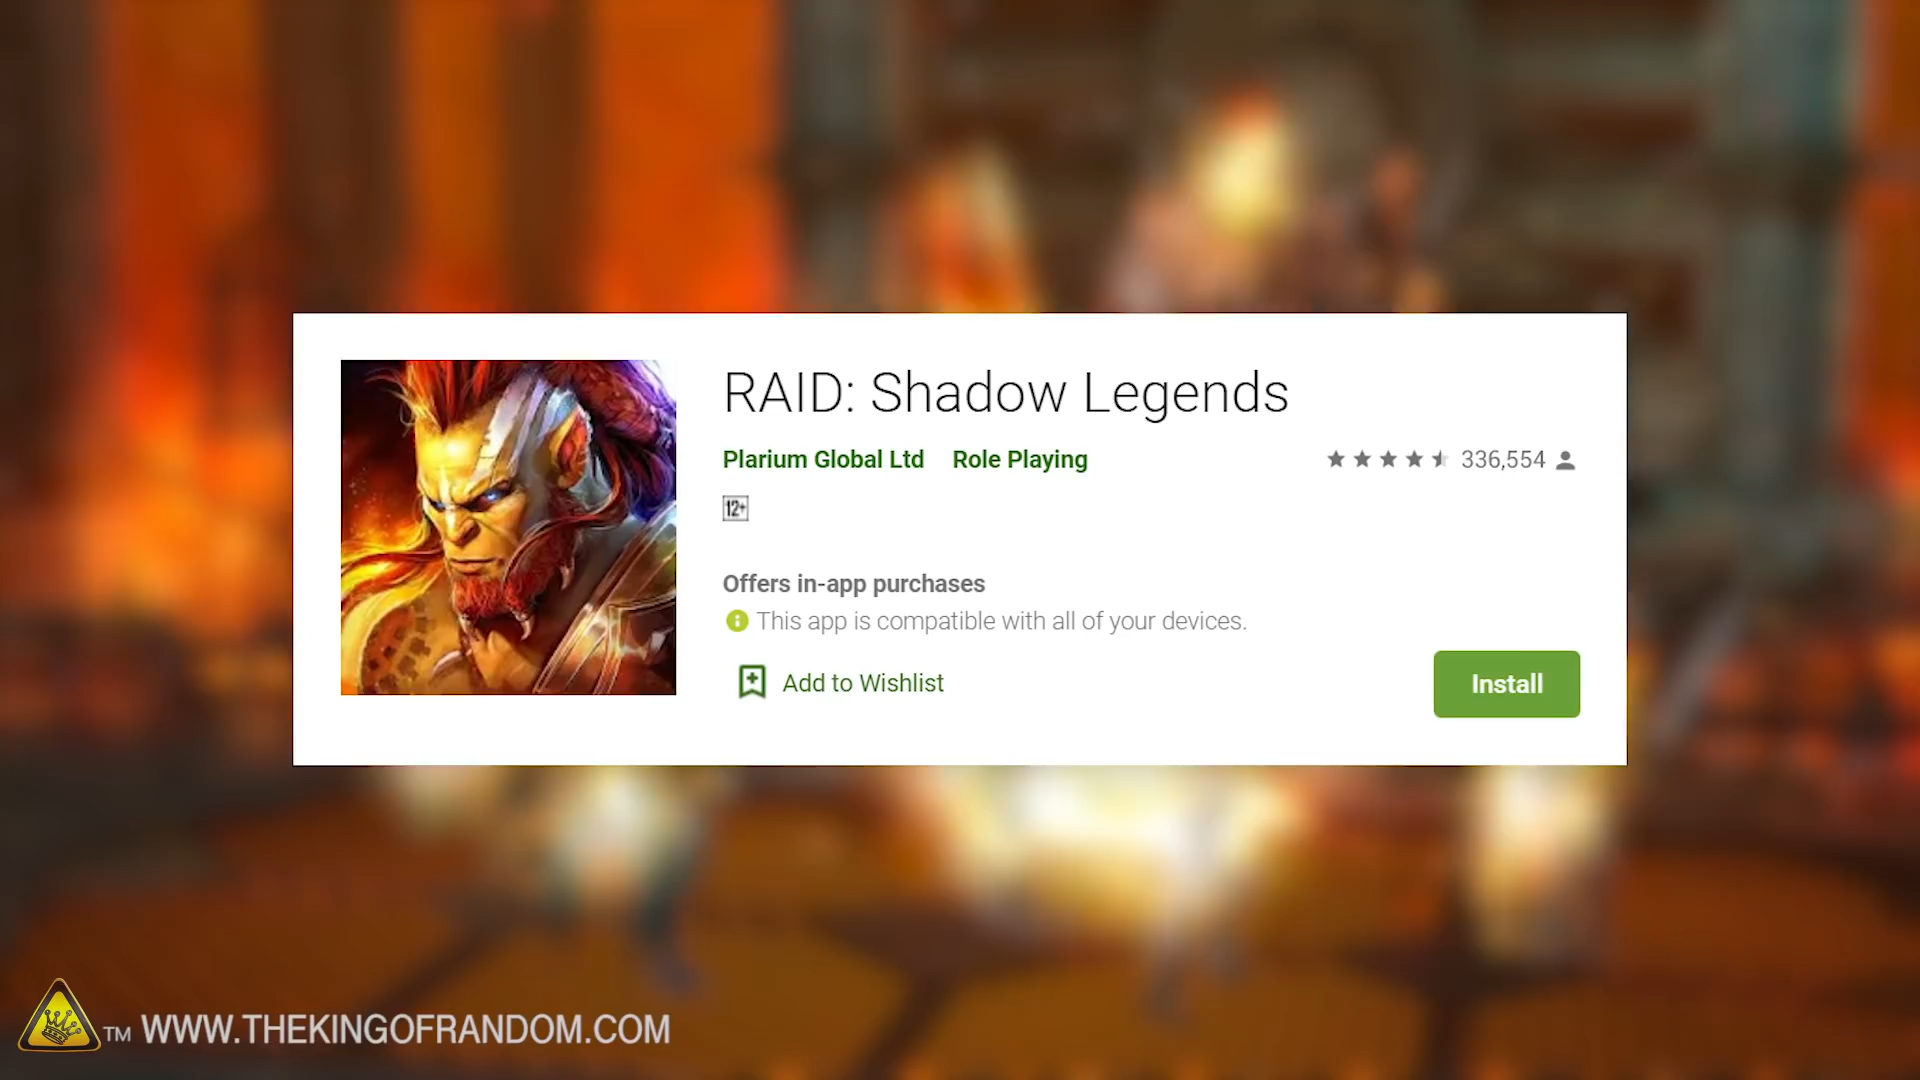 RAID: Shadow Legends
Plarium Global Ltd Role Playing 336,554
12+
Offers in-app purchases
This app is compatible with all of your devices.
Add to Wishlist Install
TM WWW.THEKINGOFRANDOM.COM